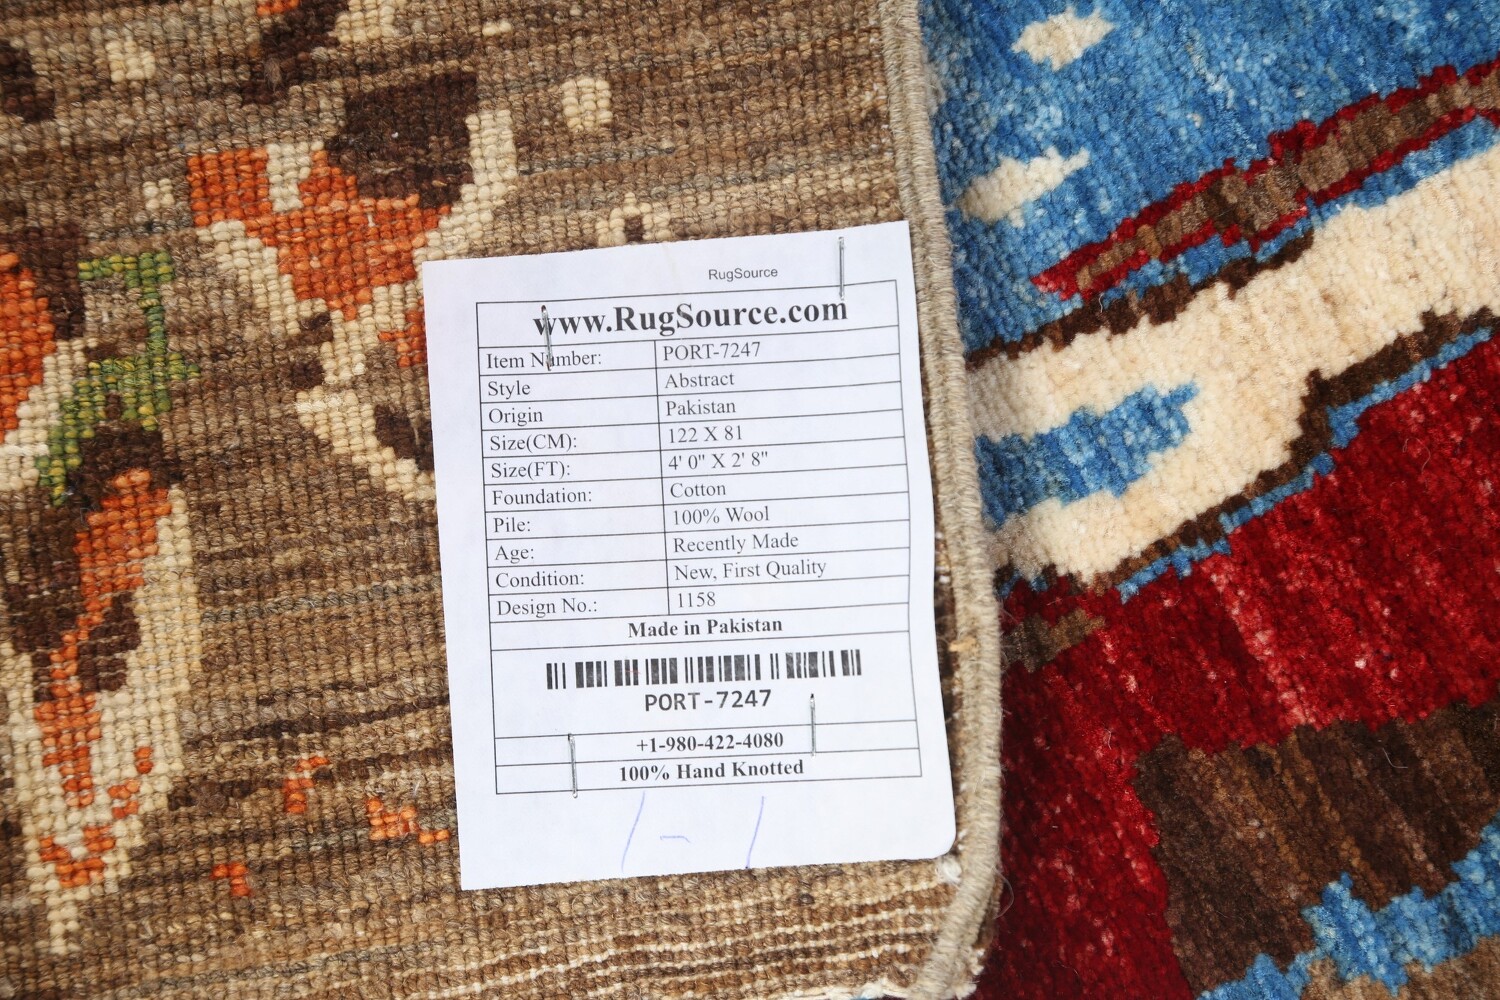 RugSource
www.RugSource.com
Item Number: PORT-7247
Style Abstract
Origin Pakistan
Size(CM): 122 X 81
Size(FT): 4' 0" X 2' 8"
Foundation: Cotton
Pile: 100% Wool
Age: Recently Made
Condition: New, First Quality
Design No.: 1158
Made in Pakistan
PORT-7247
+1-980-422-4080
100% Hand Knotted
1-1